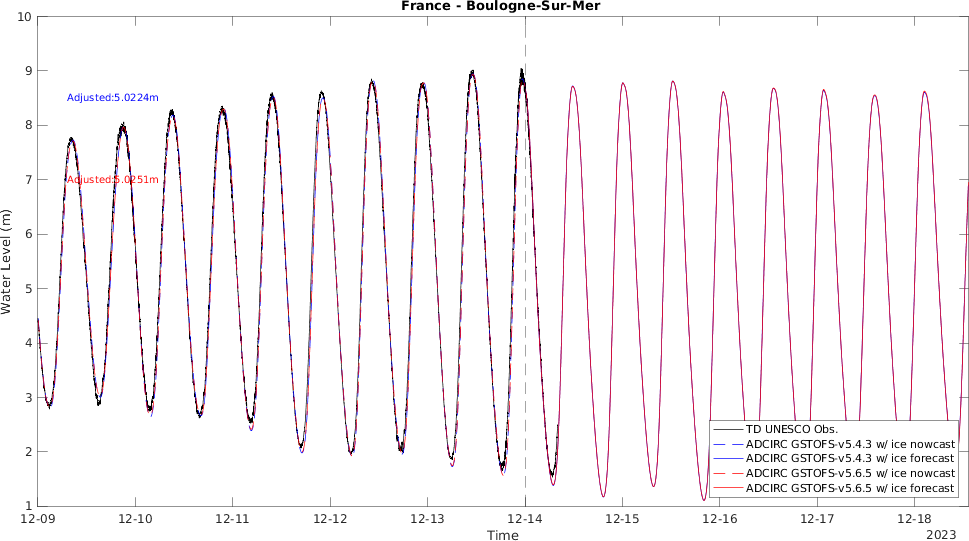 France - Boulogne-Sur-Mer
10
9
8
7
6
5
4
3
2
1
Water Level (m)
Adjusted:5.0224m
Adjusted:5.0251m
TD UNESCO Obs.
ADCIRC GSTOFS-v5.4.3 w/ ice nowcast
ADCIRC GSTOFS-v5.4.3 w/ ice forecast
ADCIRC GSTOFS-v5.6.5 w/ ice nowcast
ADCIRC GSTOFS-v5.6.5 w/ ice forecast
12-09 12-10 12-11 12-12 12-13 12-14 12-15 12-16 12-17 12-18
Time
2023